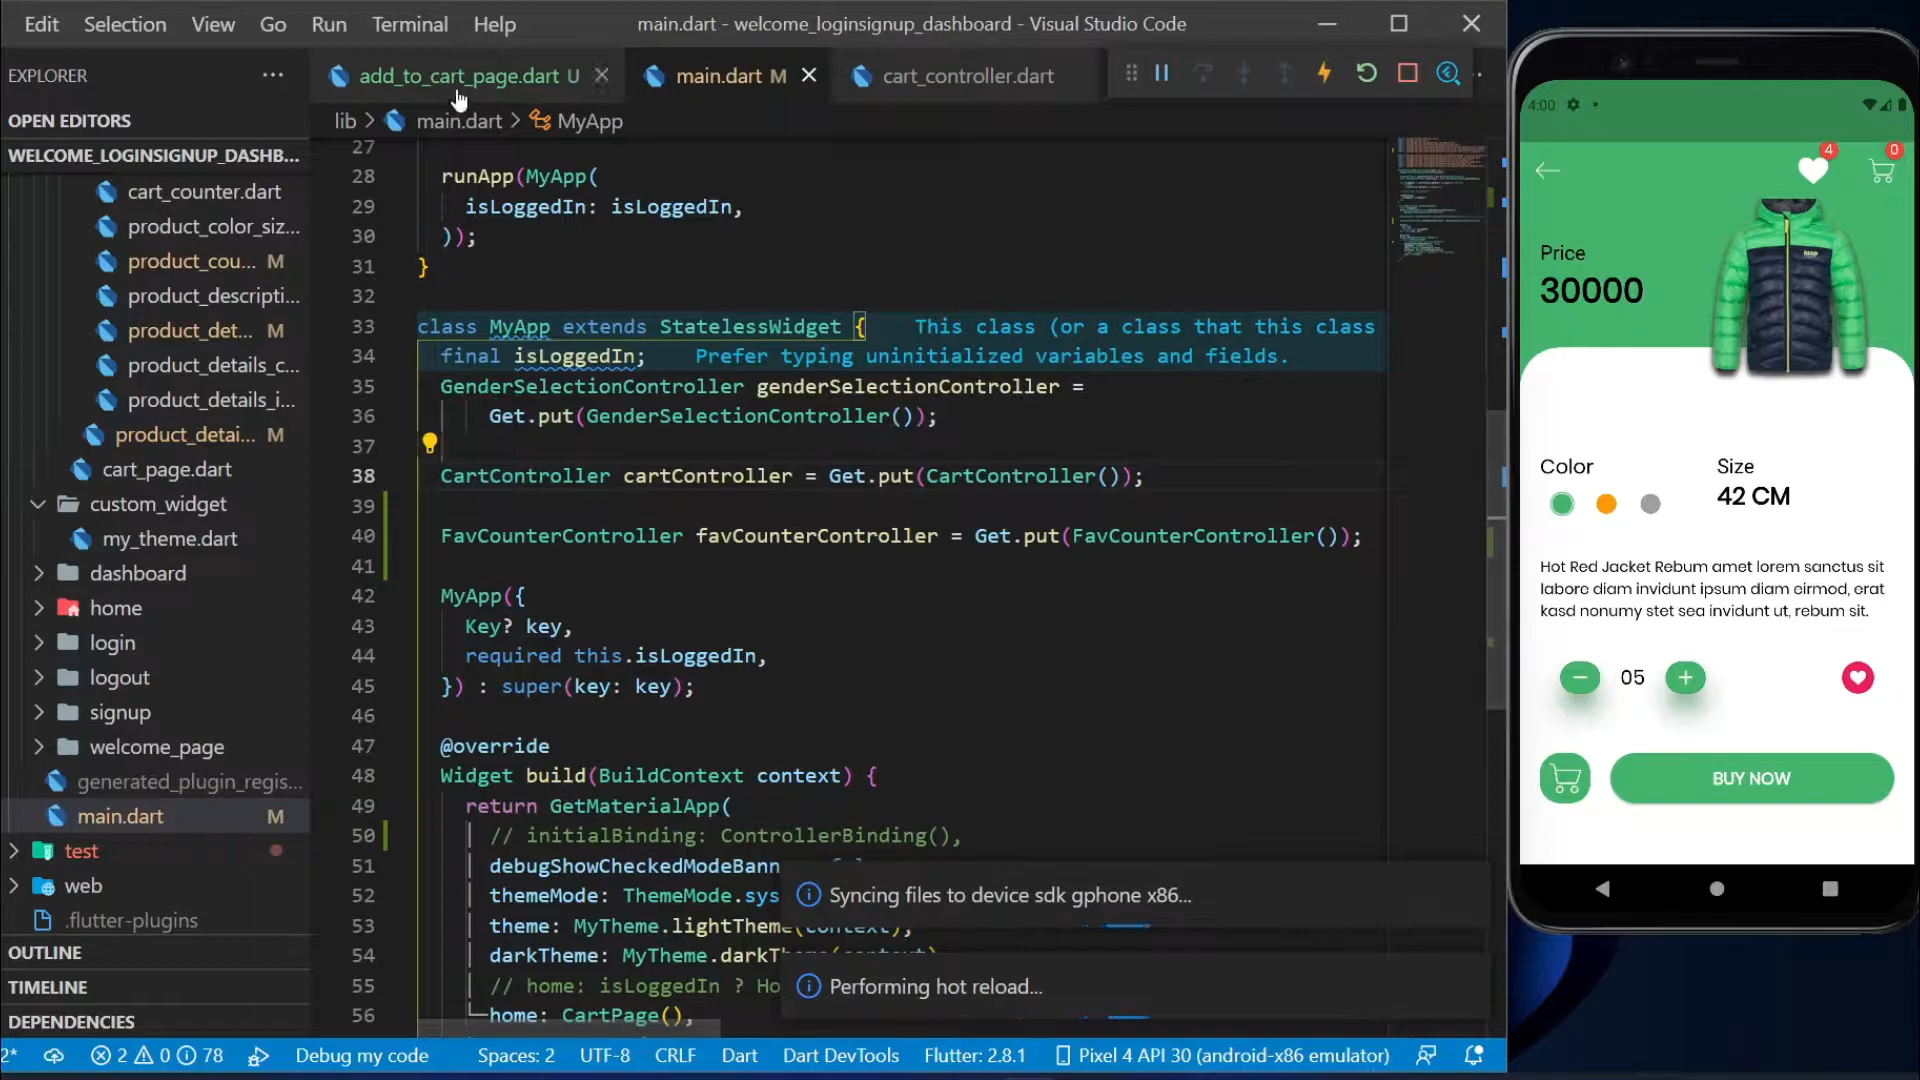 Edit Selection View Go Run Terminal Help main.dart - welcome_loginsignup_dashboard - Visual Studio Code
EXPLORER
add_to_cart_page.dart U
main.dart M
cart_controller.dart
OPEN EDITORS
lib > main.dart > MyApp
WELCOME_LOGINSIGNUP_DASHB...
cart_counter.dart
product_color_siz...
product_cou... M
product_descripti...
product_det... M
product_details_c...
product_details_i...
product_detai... M
cart_page.dart
custom_widget
my_theme.dart
dashboard
home
login
logout
signup
welcome_page
generated_plugin_regis...
main.dart M
test
web
.flutter-plugins
OUTLINE
TIMELINE
DEPENDENCIES
27
28 runApp(MyApp(
29 isLoggedIn: isLoggedIn,
30 ));
31 }
32
33 class MyApp extends StatelessWidget { This class (or a class that this class
34 final isLoggedIn; Prefer typing uninitialized variables and fields.
35 GenderSelectionController genderSelectionController =
36 Get.put(GenderSelectionController());
37
38 CartController cartController = Get.put(CartController());
39
40 FavCounterController favCounterController = Get.put(FavCounterController());
41
42 MyApp({
43 Key? key,
44 required this.isLoggedIn,
45 }) : super(key: key);
46
47 @override
48 Widget build(BuildContext context) {
49 return GetMaterialApp(
50 // initialBinding: ControllerBinding(),
51 debugShowCheckedModeBann
52 themeMode: ThemeMode.sys
53 theme: MyTheme.lightTheme(context),
54 darkTheme: MyTheme.darkT
55 // home: isLoggedIn ? Ho
56 home: CartPage(),
Syncing files to device sdk gphone x86...
Performing hot reload...
2* 2 0 78 Debug my code Spaces: 2 UTF-8 CRLF Dart Dart DevTools Flutter: 2.8.1 Pixel 4 API 30 (android-x86 emulator)
4:00
4
0
Price
30000
Color
Size
42 CM
Hot Red Jacket Rebum amet lorem sanctus sit
labore diam invidunt ipsum diam eirmod, erat
kasd nonumy stet sea invidunt ut, rebum sit.
05
BUY NOW